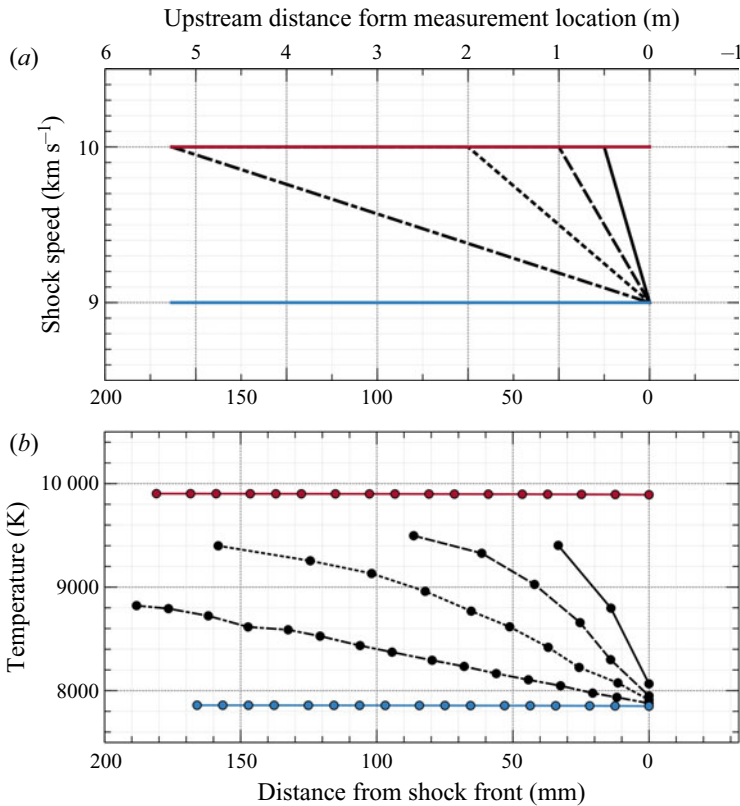 Upstream distance form measurement location (m)
6 5 4 3 2 1 0 –1
(a)
10
Shock speed (km s⁻¹)
9
200 150 100 50 0
(b)
10 000
9000
Temperature (K)
8000
200 150 100 50 0
Distance from shock front (mm)